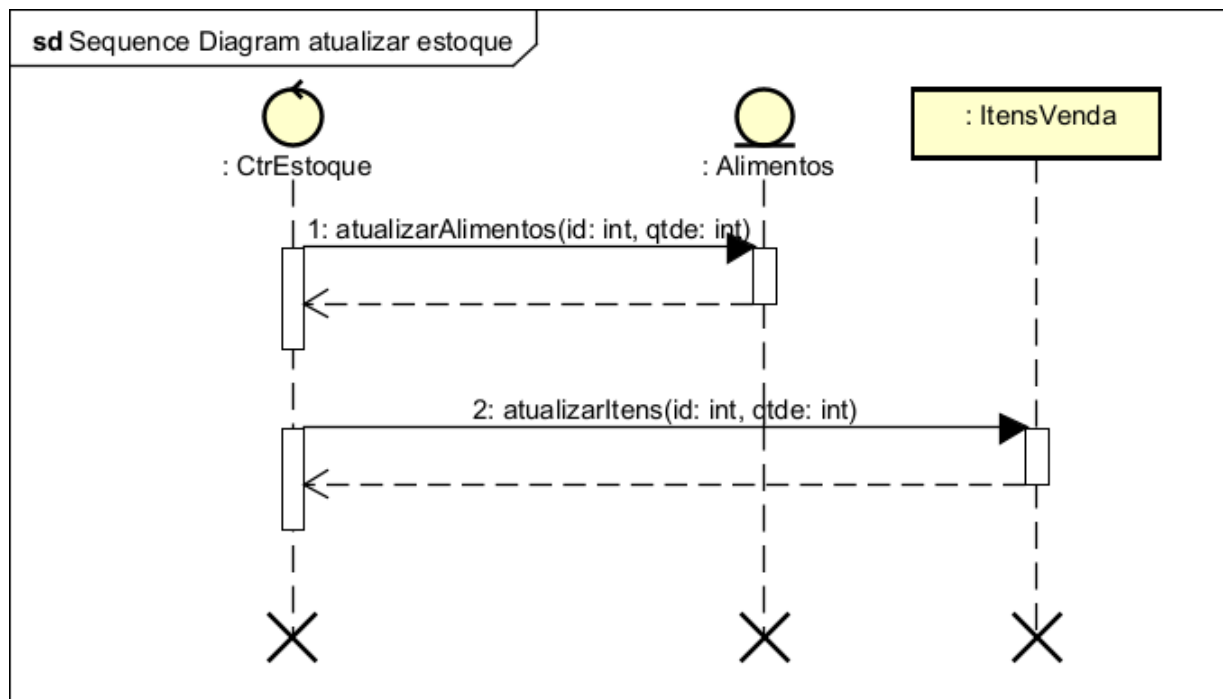 sd Sequence Diagram atualizar estoque
: CtrEstoque
: Alimentos
: ItensVenda
1: atualizarAlimentos(id: int, qtde: int)
2: atualizarItens(id: int, qtde: int)